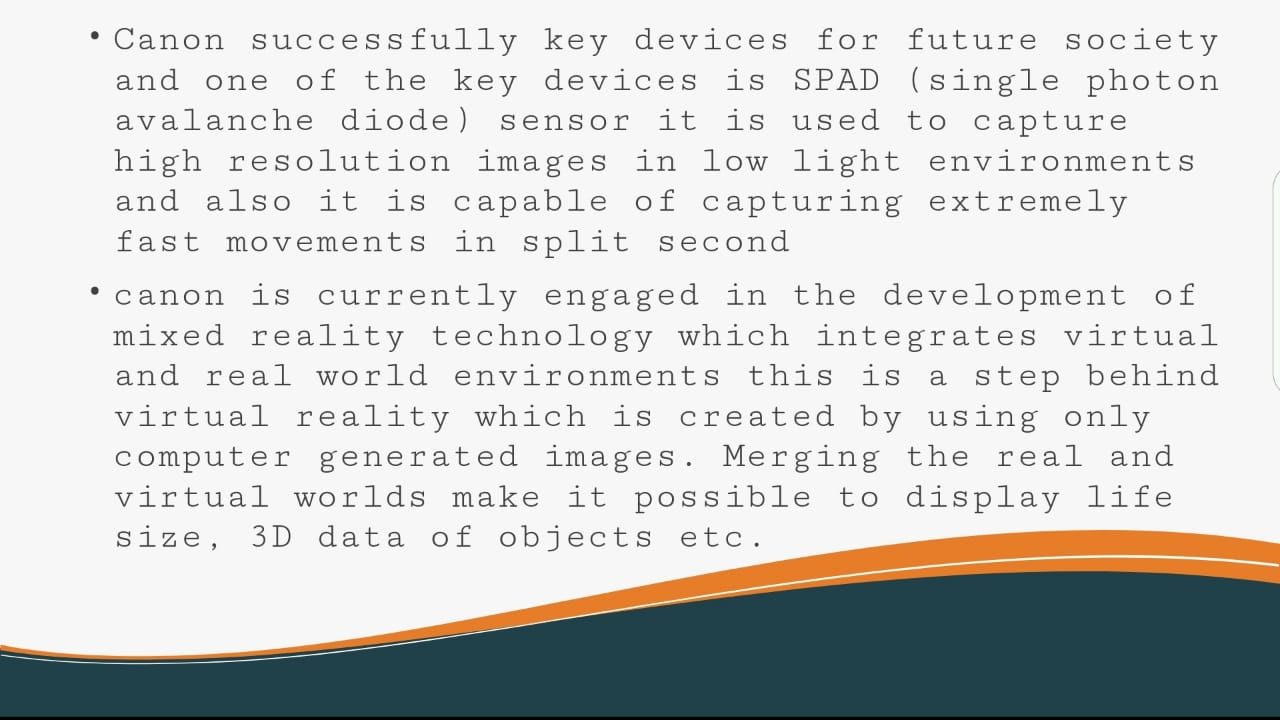 • Canon successfully key devices for future society
and one of the key devices is SPAD (single photon
avalanche diode) sensor it is used to capture
high resolution images in low light environments
and also it is capable of capturing extremely
fast movements in split second
• canon is currently engaged in the development of
mixed reality technology which integrates virtual
and real world environments this is a step behind
virtual reality which is created by using only
computer generated images. Merging the real and
virtual worlds make it possible to display life
size, 3D data of objects etc.